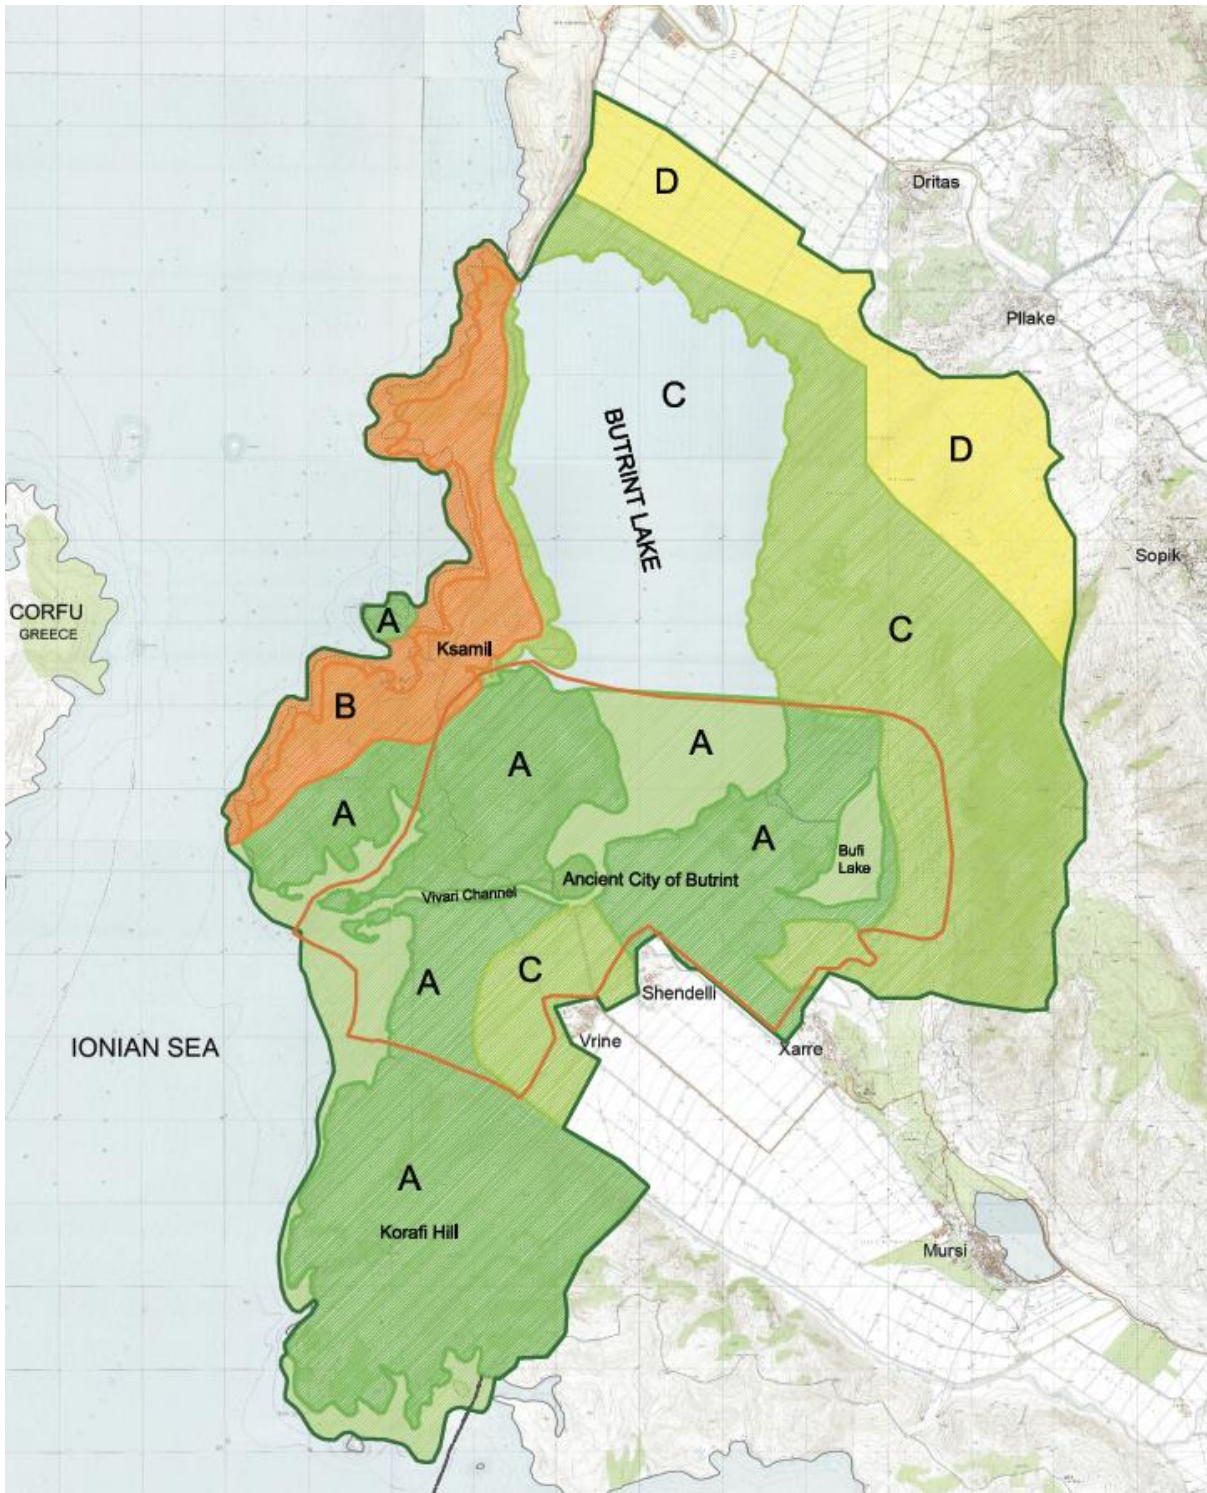 D
Dritas
Pllake
C
BUTRINT LAKE
D
Sopik
CORFU
GREECE
A
C
Ksamil
B
A
A
A
A
Bufi
Lake
Ancient City of Butrint
Vivari Channel
C
A
Shendelli
Vrine
Xarre
IONIAN SEA
A
Korafi Hill
Mursi